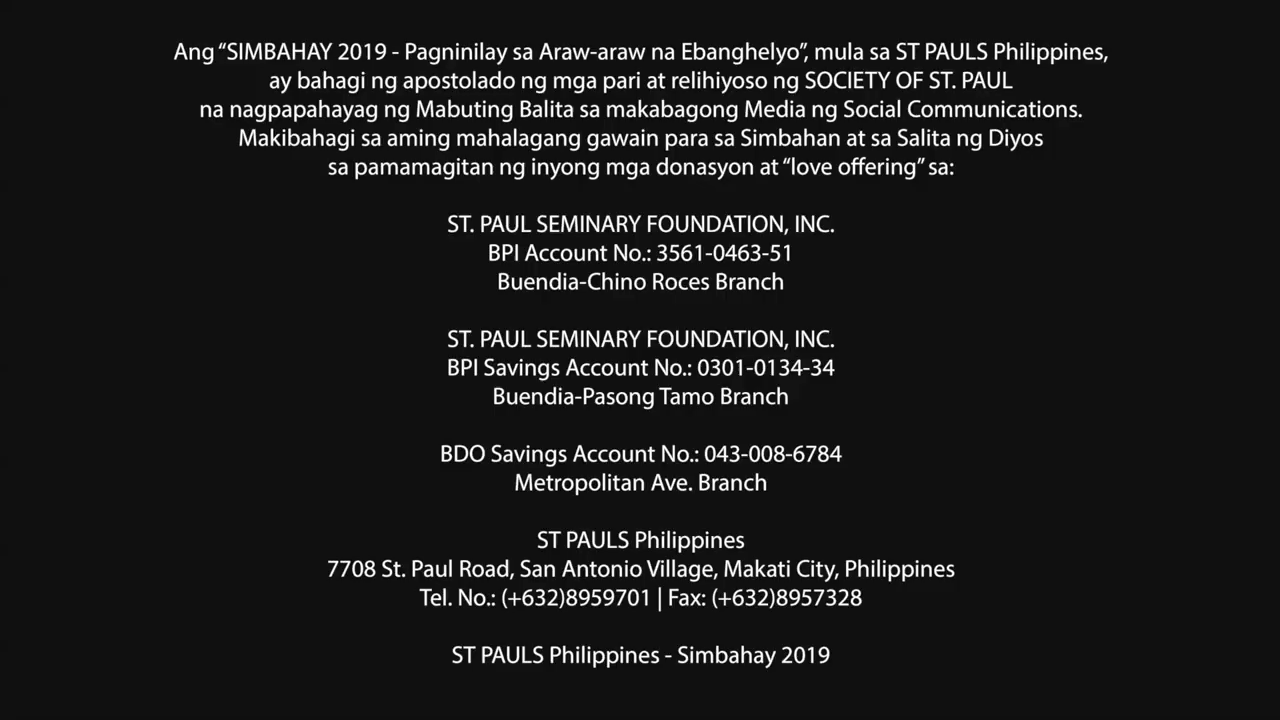 Ang “SIMBAHAY 2019 - Pagninilay sa Araw-araw na Ebanghelyo”, mula sa ST PAULS Philippines,
ay bahagi ng apostolado ng mga pari at relihiyoso ng SOCIETY OF ST. PAUL
na nagpapahayag ng Mabuting Balita sa makabagong Media ng Social Communications.
Makibahagi sa aming mahalagang gawain para sa Simbahan at sa Salita ng Diyos
sa pamamagitan ng inyong mga donasyon at “love offering” sa:
ST. PAUL SEMINARY FOUNDATION, INC.
BPI Account No.: 3561-0463-51
Buendia-Chino Roces Branch
ST. PAUL SEMINARY FOUNDATION, INC.
BPI Savings Account No.: 0301-0134-34
Buendia-Pasong Tamo Branch
BDO Savings Account No.: 043-008-6784
Metropolitan Ave. Branch
ST PAULS Philippines
7708 St. Paul Road, San Antonio Village, Makati City, Philippines
Tel. No.: (+632)8959701 | Fax: (+632)8957328
ST PAULS Philippines - Simbahay 2019